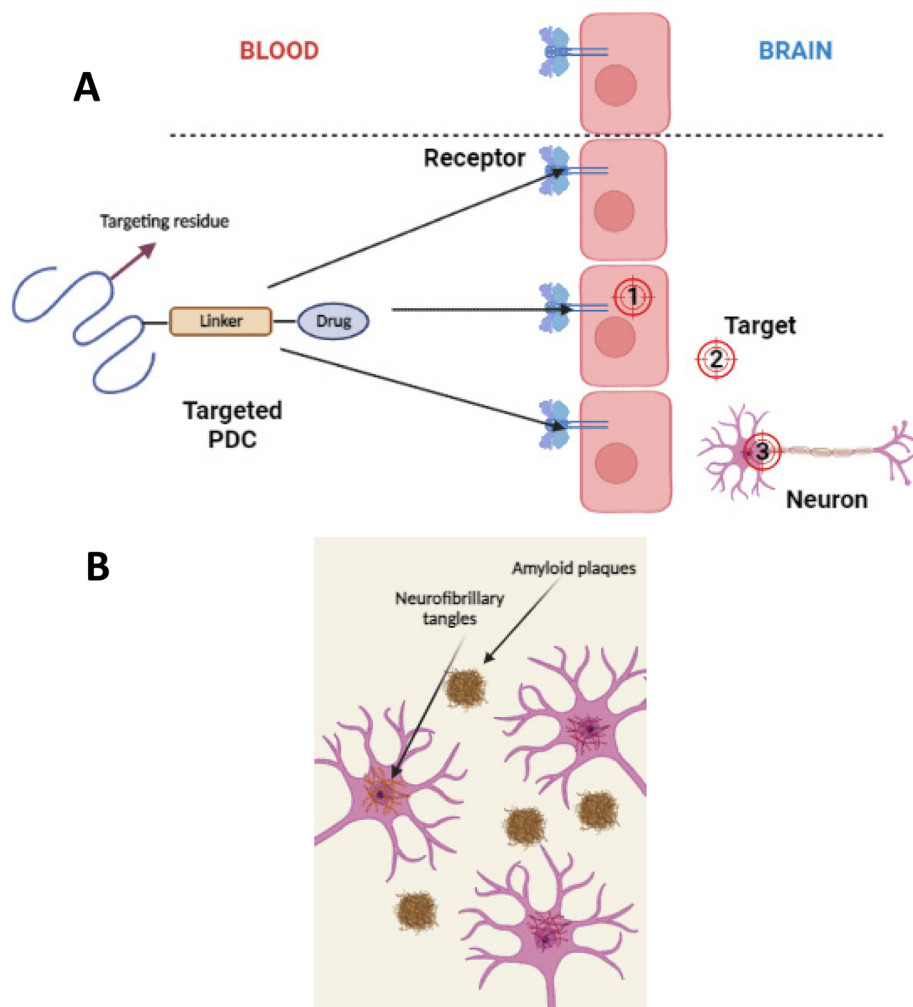 A
BLOOD
BRAIN
Receptor
Targeting residue
Linker
Drug
Targeted
PDC
1
Target
2
3
Neuron
B
Amyloid plaques
Neurofibrillary
tangles